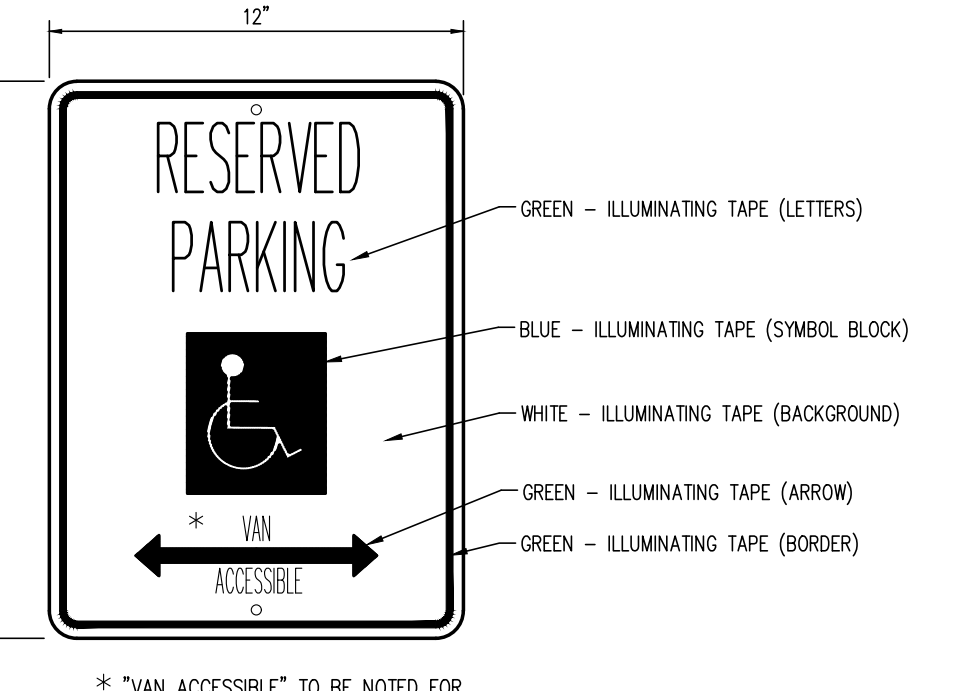 12"
RESERVED
PARKING
GREEN - ILLUMINATING TAPE (LETTERS)
BLUE - ILLUMINATING TAPE (SYMBOL BLOCK)
WHITE - ILLUMINATING TAPE (BACKGROUND)
GREEN - ILLUMINATING TAPE (ARROW)
* VAN
GREEN - ILLUMINATING TAPE (BORDER)
ACCESSIBLE
* "VAN ACCESSIBLE" TO BE NOTED FOR